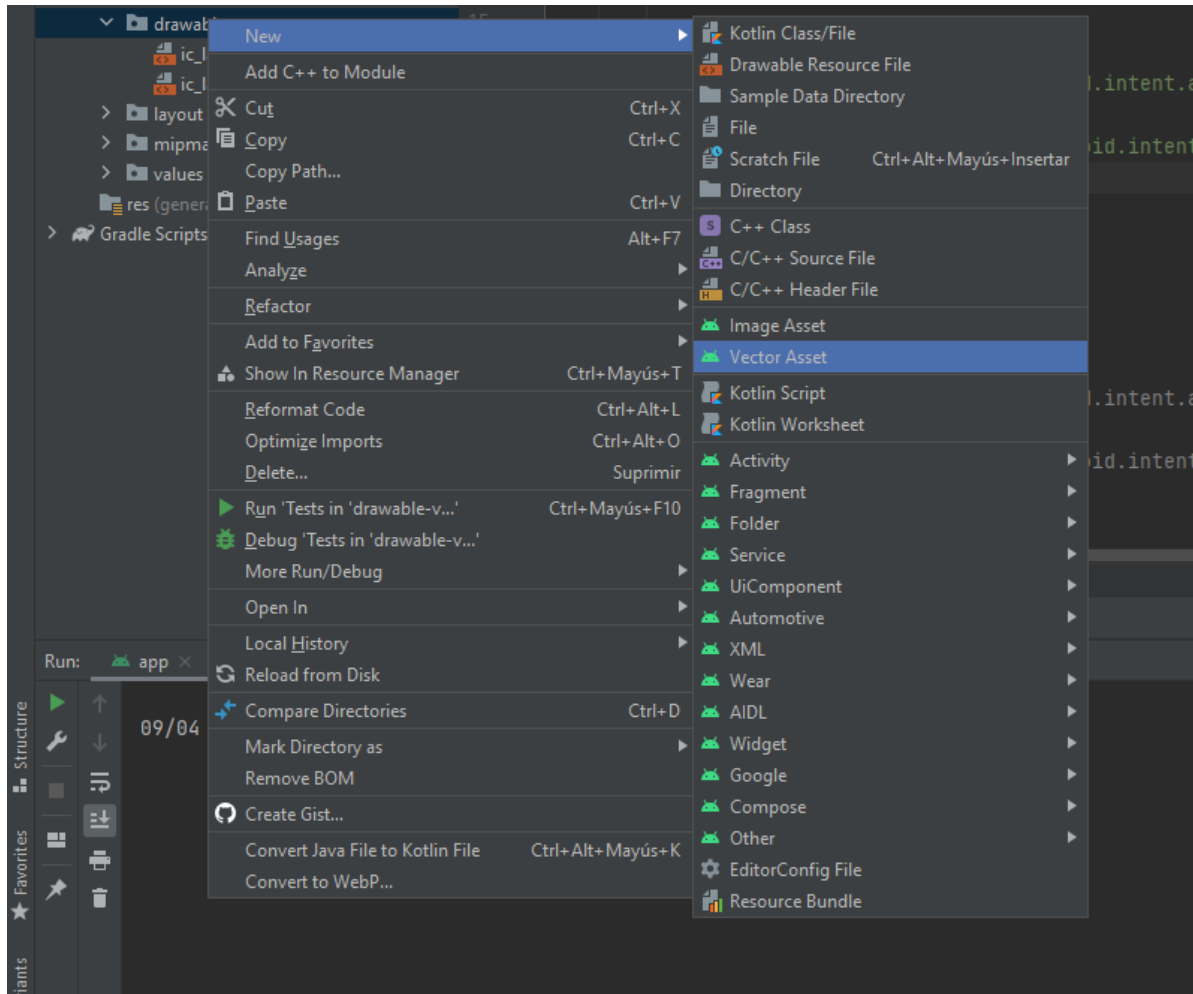 drawab
ic_l
ic_l
layout
mipma
values
res (genera
Gradle Scripts
15
New
Add C++ to Module
Cut Ctrl+X
Copy Ctrl+C
Copy Path...
Paste Ctrl+V
Find Usages Alt+F7
Analyze
Refactor
Add to Favorites
Show In Resource Manager Ctrl+Mayús+T
Reformat Code Ctrl+Alt+L
Optimize Imports Ctrl+Alt+O
Delete... Suprimir
Run 'Tests in 'drawable-v...' Ctrl+Mayús+F10
Debug 'Tests in 'drawable-v...'
More Run/Debug
Open In
Local History
Reload from Disk
Compare Directories Ctrl+D
Mark Directory as
Remove BOM
Create Gist...
Convert Java File to Kotlin File Ctrl+Alt+Mayús+K
Convert to WebP...
Kotlin Class/File
Drawable Resource File
Sample Data Directory
File
Scratch File Ctrl+Alt+Mayús+Insertar
Directory
S C++ Class
C++ C/C++ Source File
H C/C++ Header File
Image Asset
Vector Asset
Kotlin Script
Kotlin Worksheet
Activity
Fragment
Folder
Service
UiComponent
Automotive
XML
Wear
AIDL
Widget
Google
Compose
Other
EditorConfig File
Resource Bundle
.intent.a
id.intent
.intent.a
id.intent
Run: app
09/04
Structure
Favorites
iants